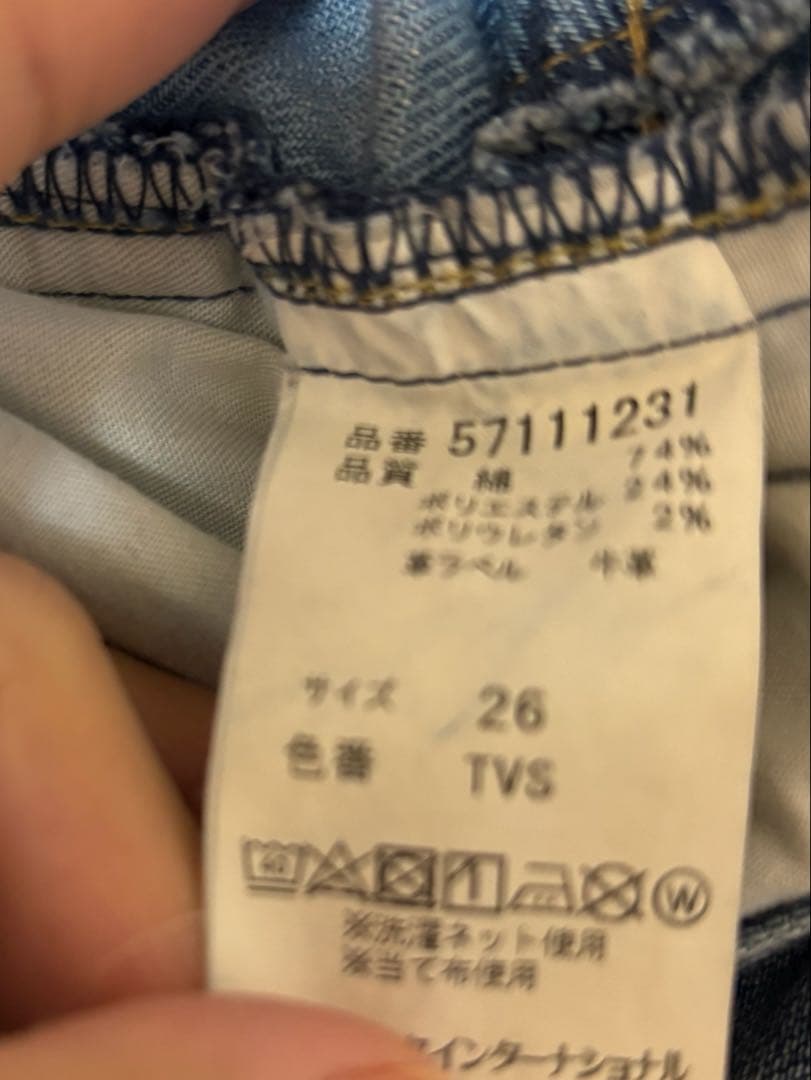 品番 57111231
品質 綿 74%
ポリエステル 24%
ポリウレタン 2%
革ラベル 牛革
サイズ 26
色番 TVS
40
W
※洗濯ネット使用
※当て布使用
インターナショナル